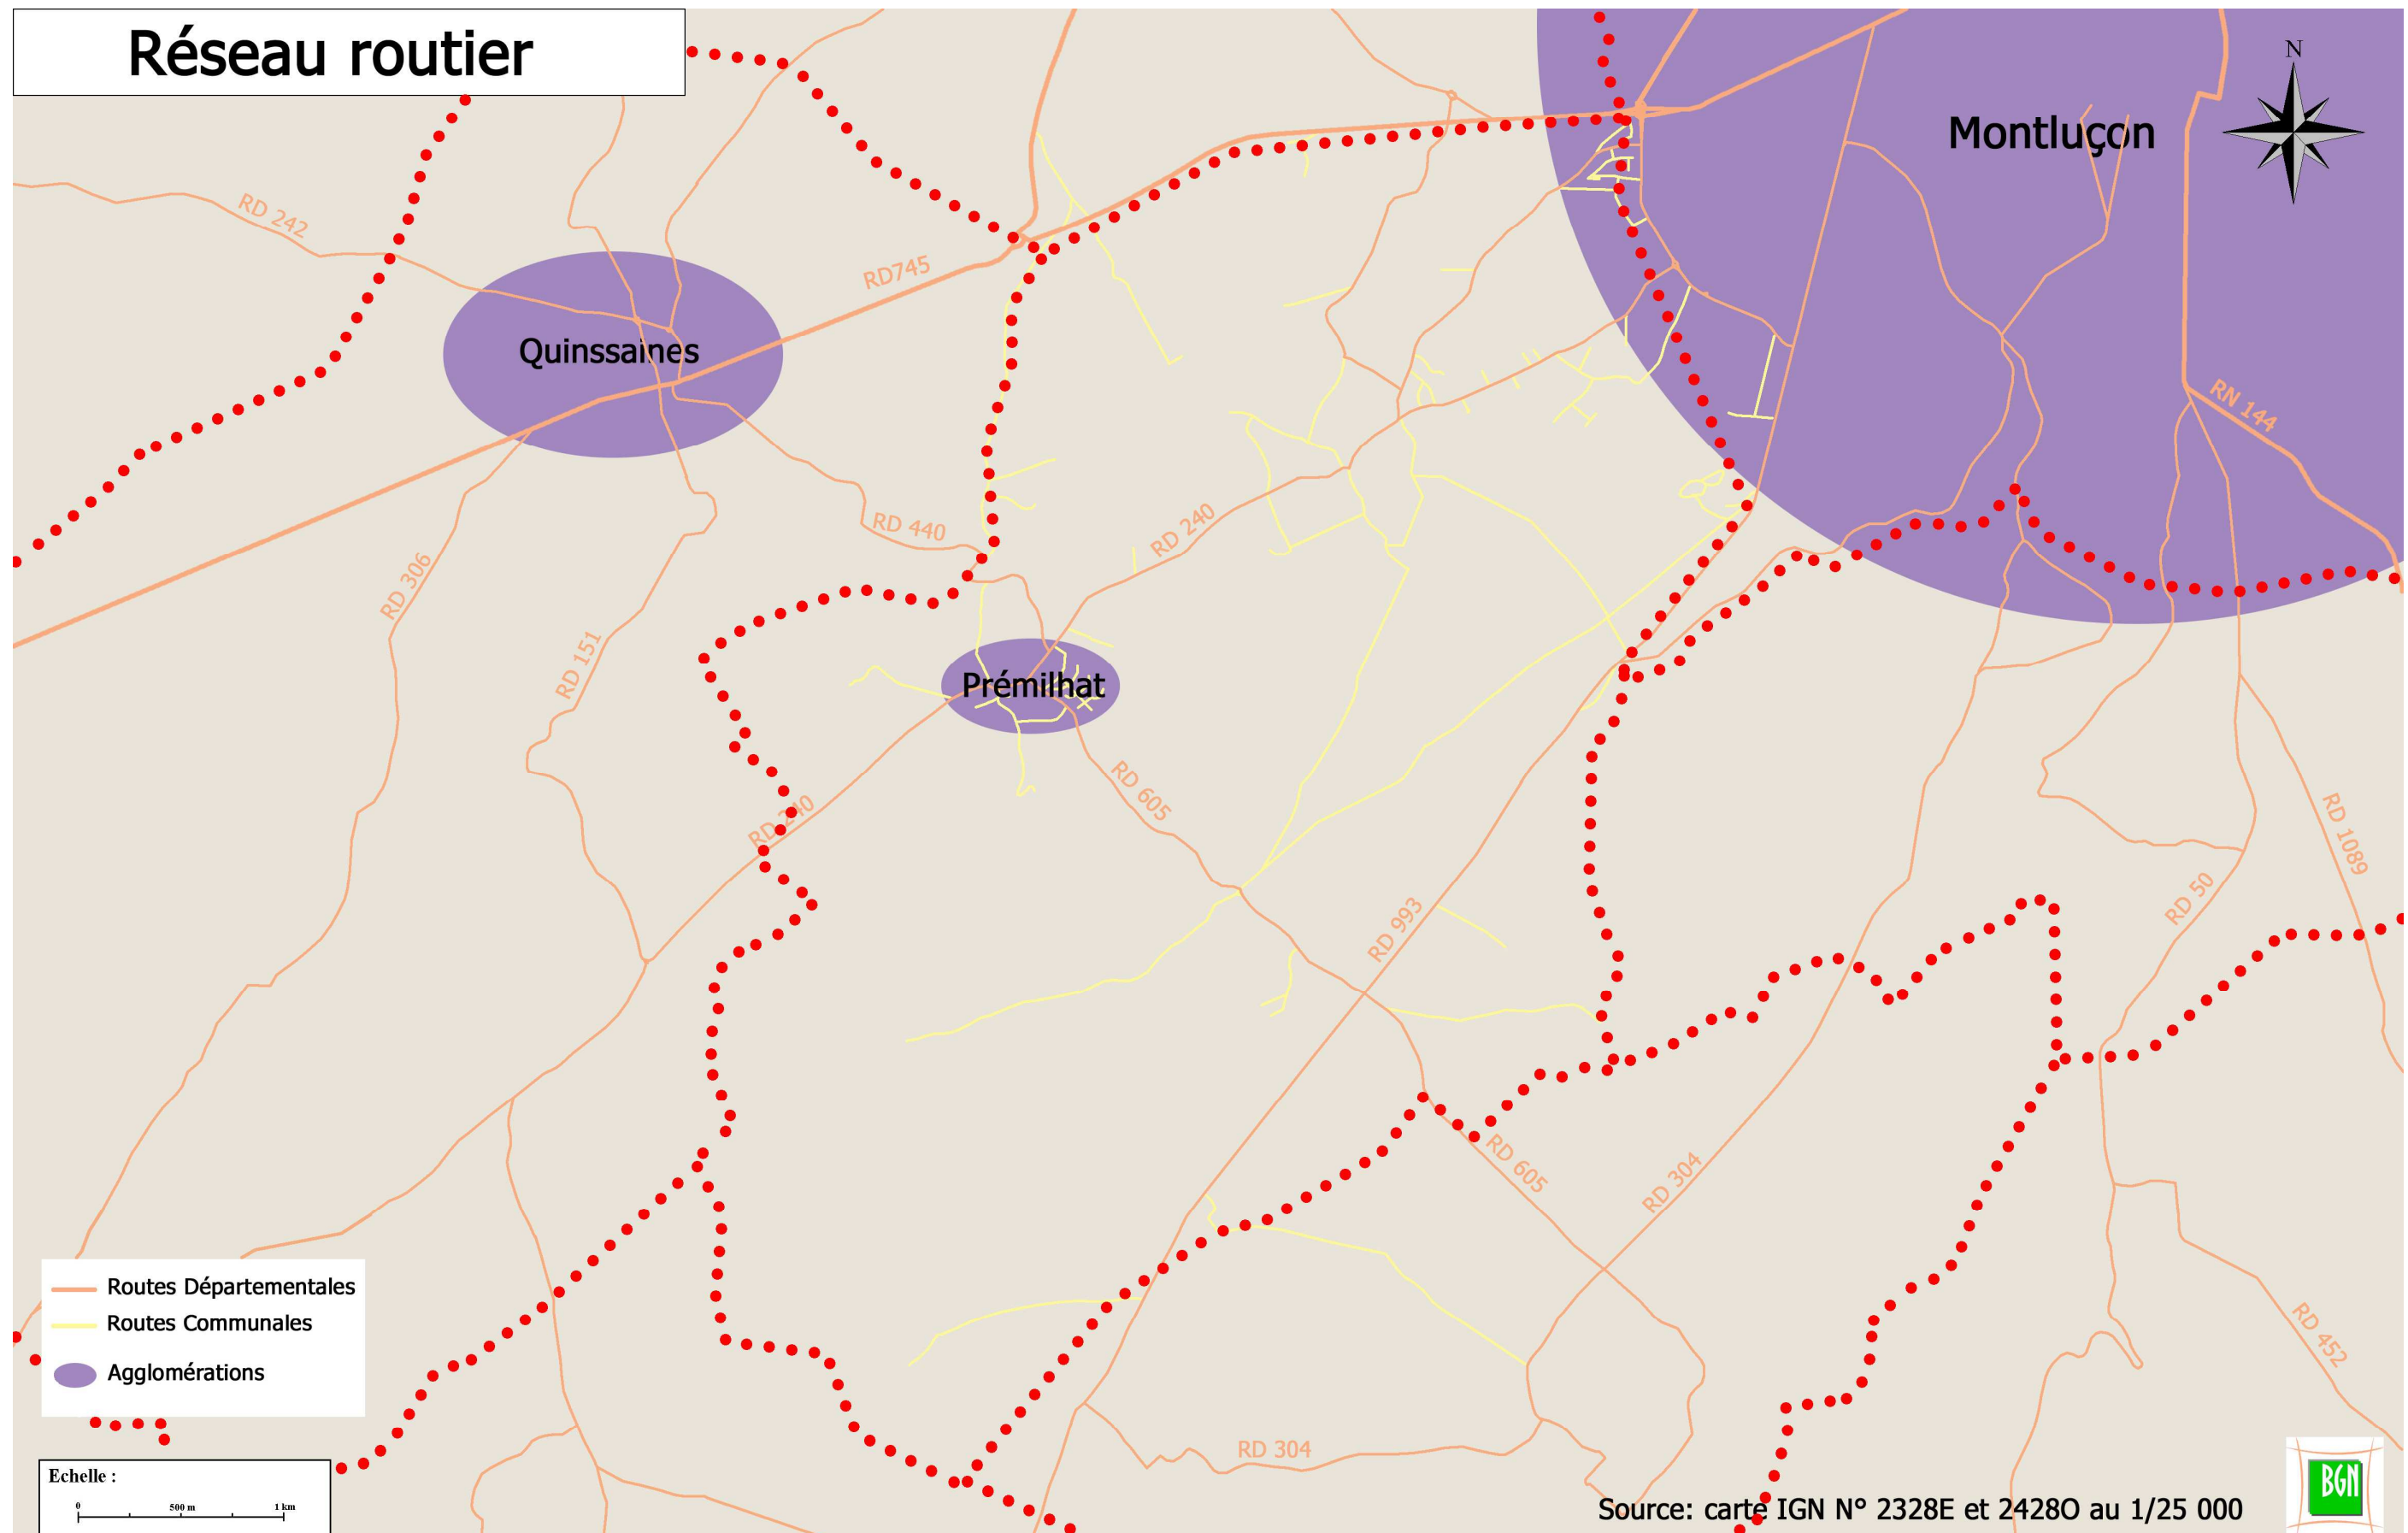 Réseau routier
N
Montluçon
RD 242
RD745
Quinssaines
RN 144
RD 440
RD 240
RD 306
RD 151
Prémilhat
RD 605
RD 240
RD 1089
RD 50
RD 993
RD 605
RD 304
Routes Départementales
Routes Communales
Agglomérations
RD 452
RD 304
Echelle :
0 500 m 1 km
BGN
Source: carte IGN N° 2328E et 2428O au 1/25 000